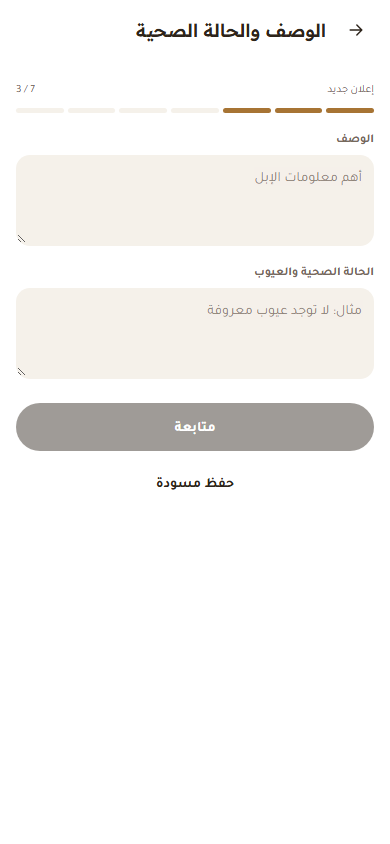 الوصف والحالة الصحية
إعلان جديد
3 / 7
الوصف
أهم معلومات الإبل
الحالة الصحية والعيوب
مثال: لا توجد عيوب معروفة
متابعة
حفظ مسودة